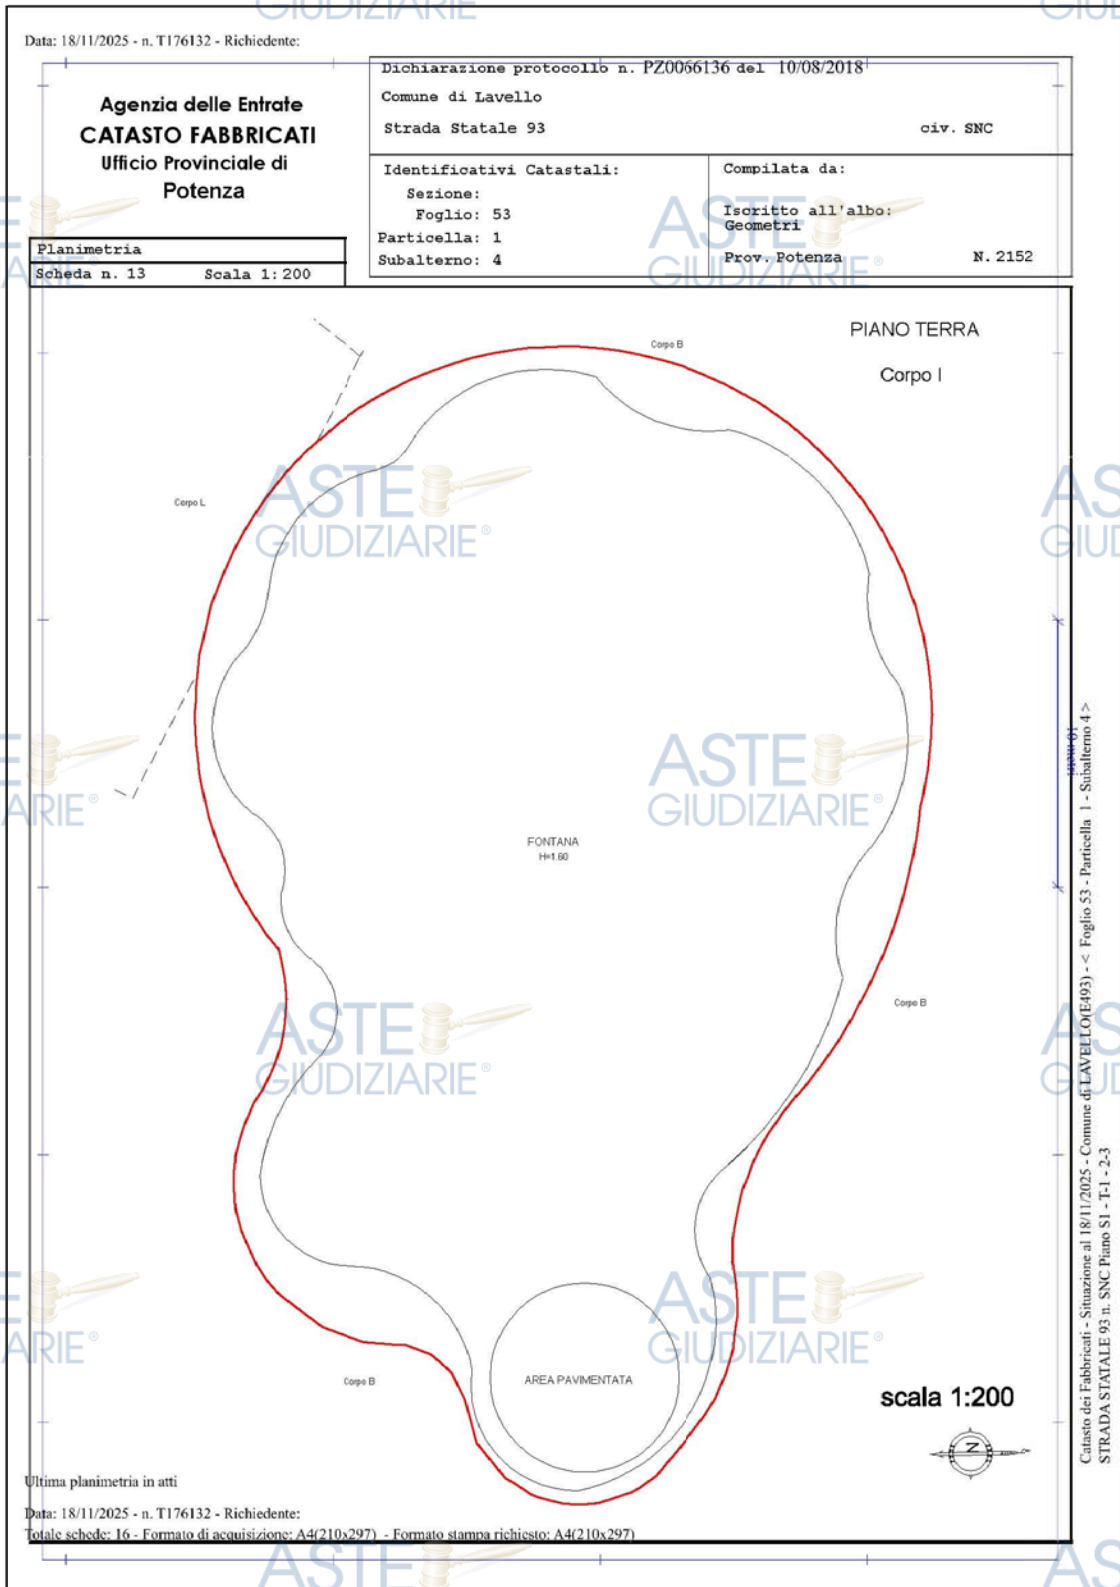 Data: 18/11/2025 - n. T176132 - Richiedente:
Agenzia delle Entrate
CATASTO FABBRICATI
Ufficio Provinciale di
Potenza
Dichiarazione protocollo n. PZ0066136 del 10/08/2018
Comune di Lavello
Strada Statale 93 civ. SNC
Identificativi Catastali:
Sezione:
Foglio: 53
Particella: 1
Subalterno: 4
Compilata da:
Iscritto all'albo:
Geometri
Prov. Potenza N. 2152
Planimetria
Scheda n. 13 Scala 1:200
PIANO TERRA
Corpo I
Corpo B
Corpo L
FONTANA
H=1.60
Corpo B
Corpo B
AREA PAVIMENTATA
scala 1:200
N
10 metri
Ultima planimetria in atti
Data: 18/11/2025 - n. T176132 - Richiedente:
Totale schede: 16 - Formato di acquisizione: A4(210x297) - Formato stampa richiesto: A4(210x297)
Catasto dei Fabbricati - Situazione al 18/11/2025 - Comune di LAVELLO(E493) - < Foglio 53 - Particella 1 - Subalterno 4 >
STRADA STATALE 93 n. SNC Piano S1 - T-1 - 2-3
ASTE
GIUDIZIARIE®